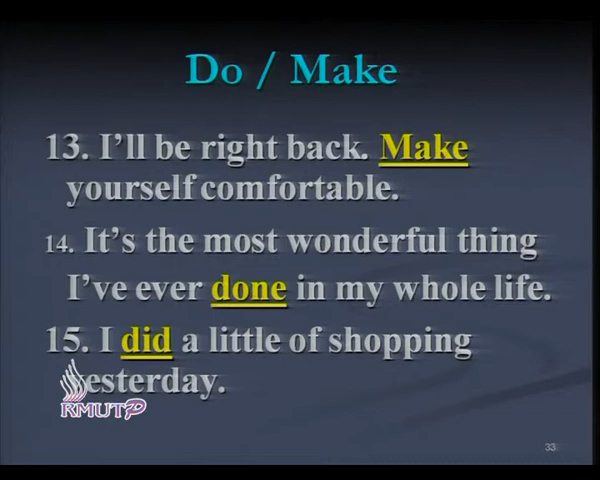 Do / Make
13. I'll be right back. Make
yourself comfortable.
14. It's the most wonderful thing
I've ever done in my whole life.
15. I did a little of shopping
yesterday.
RMUTP
33